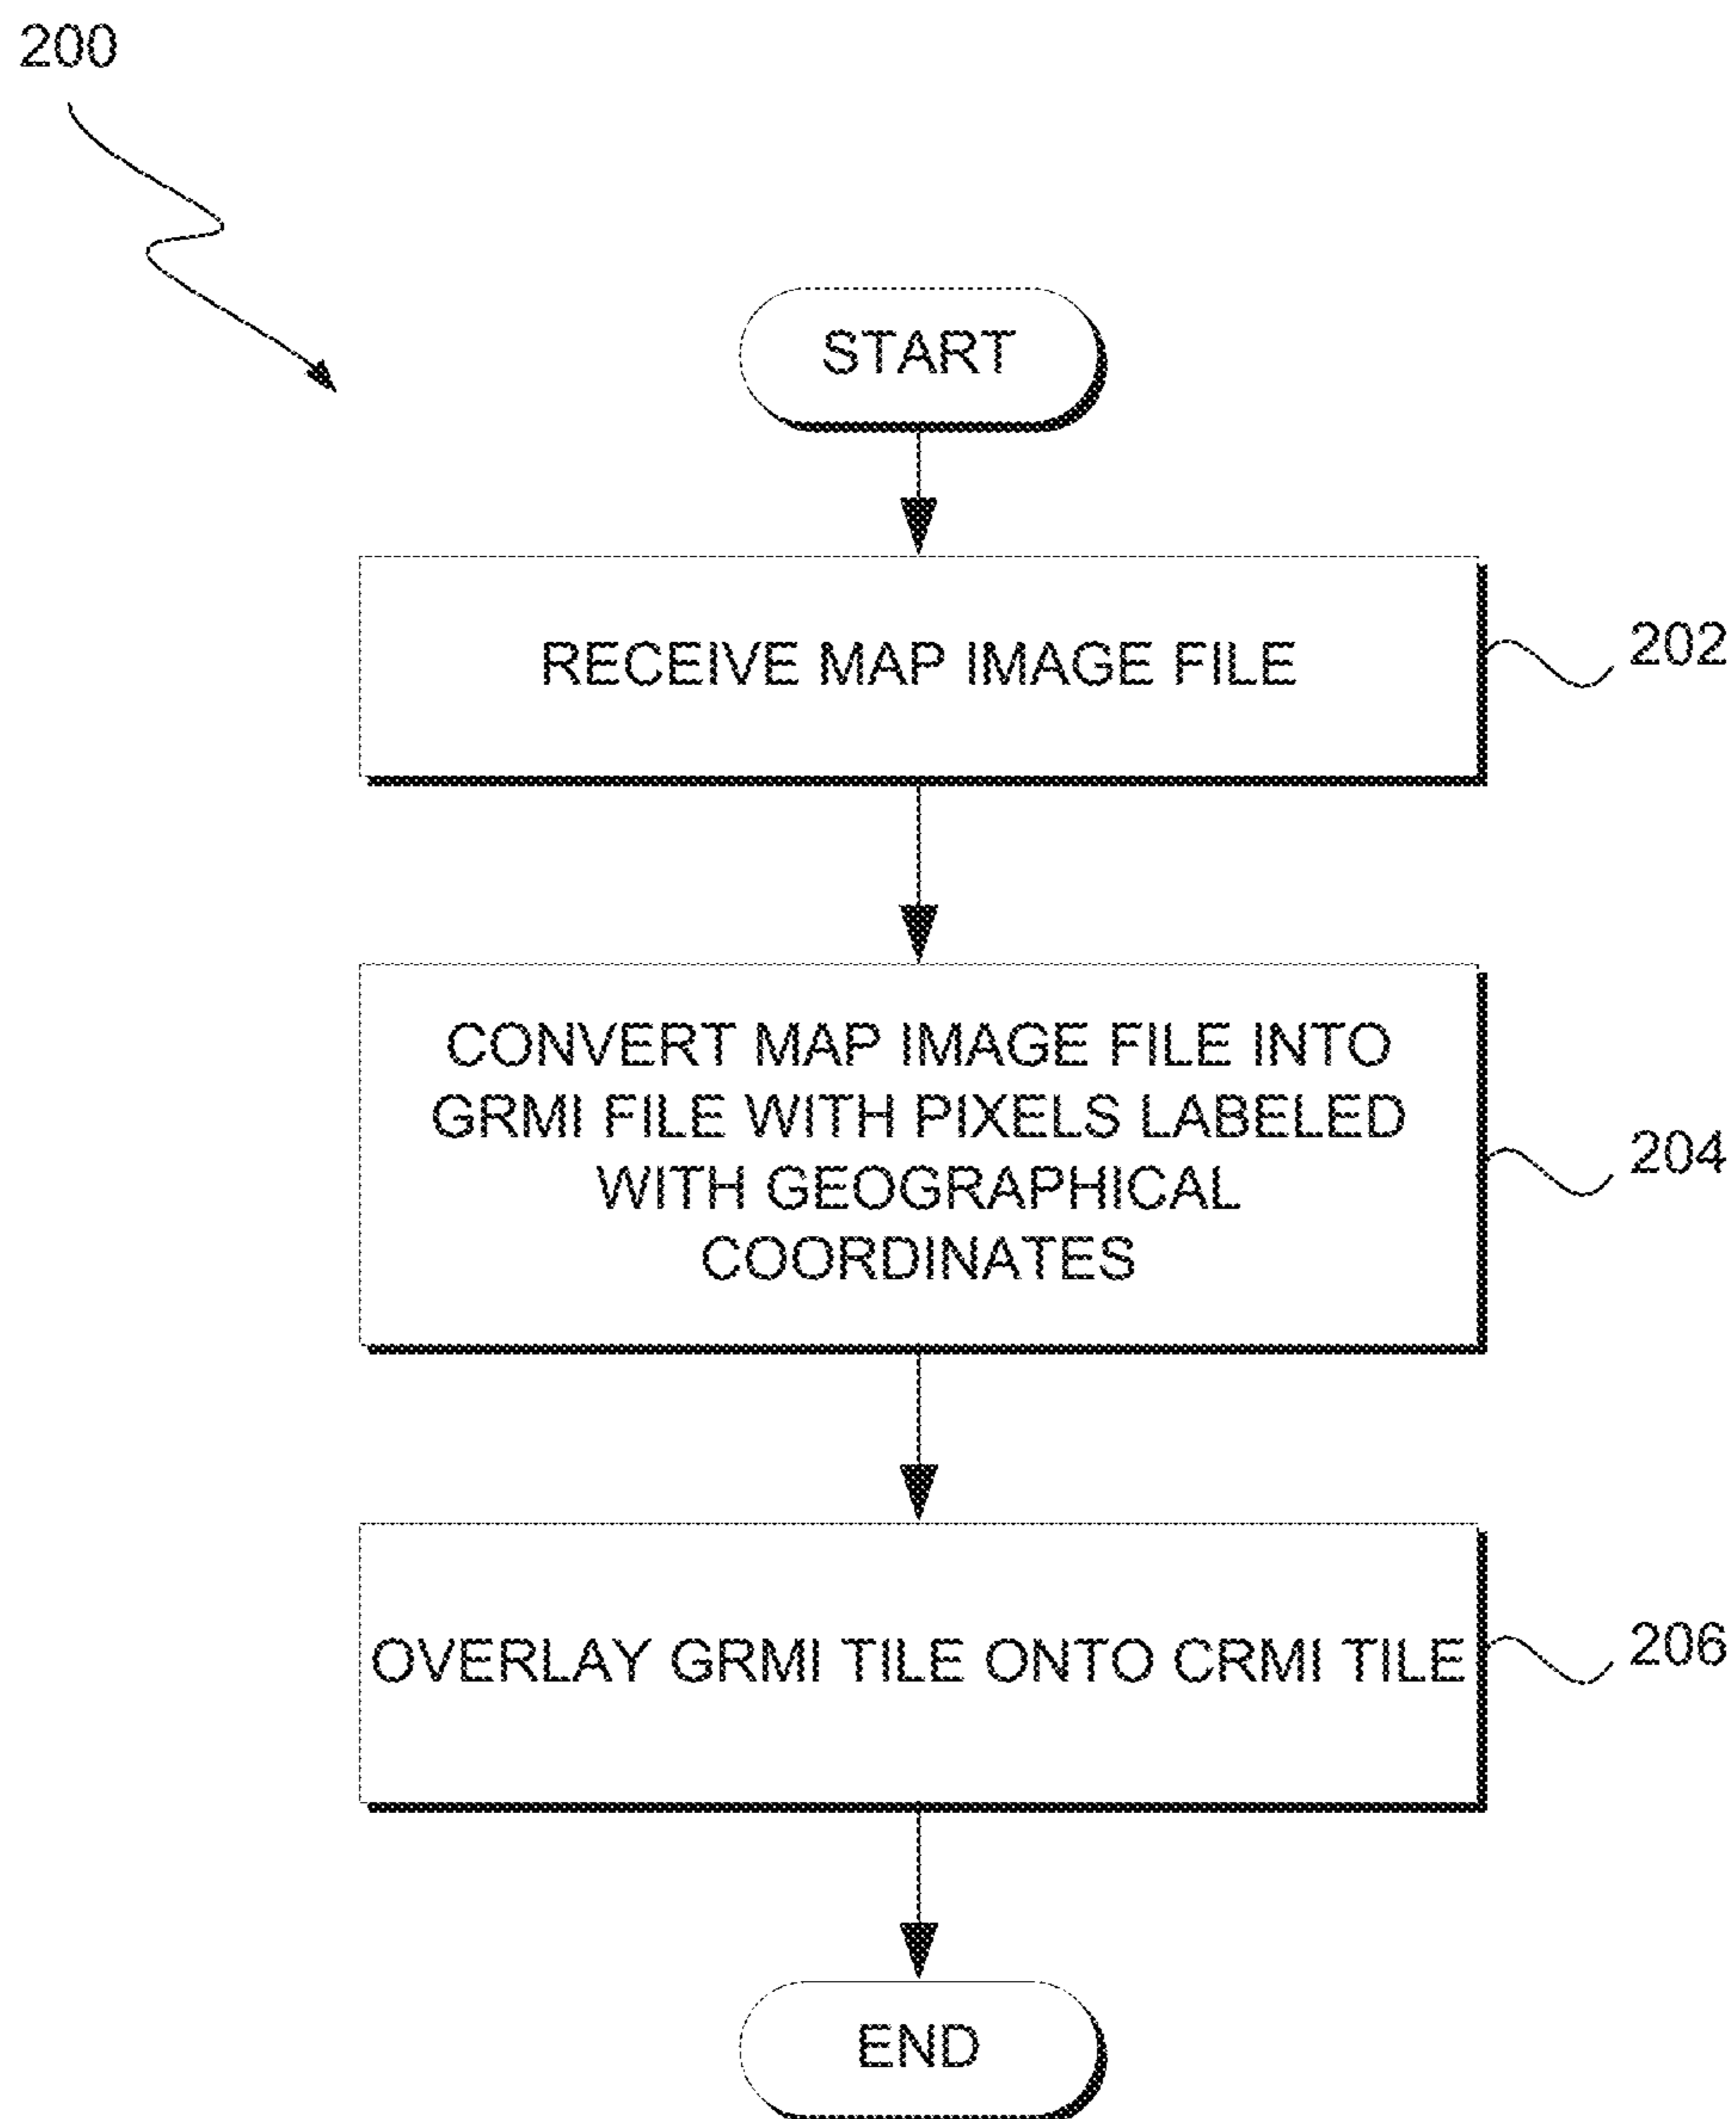 200
START
RECEIVE MAP IMAGE FILE
202
CONVERT MAP IMAGE FILE INTO
GRMI FILE WITH PIXELS LABELED
WITH GEOGRAPHICAL
COORDINATES
204
OVERLAY GRMI TILE ONTO CRMI TILE
206
END